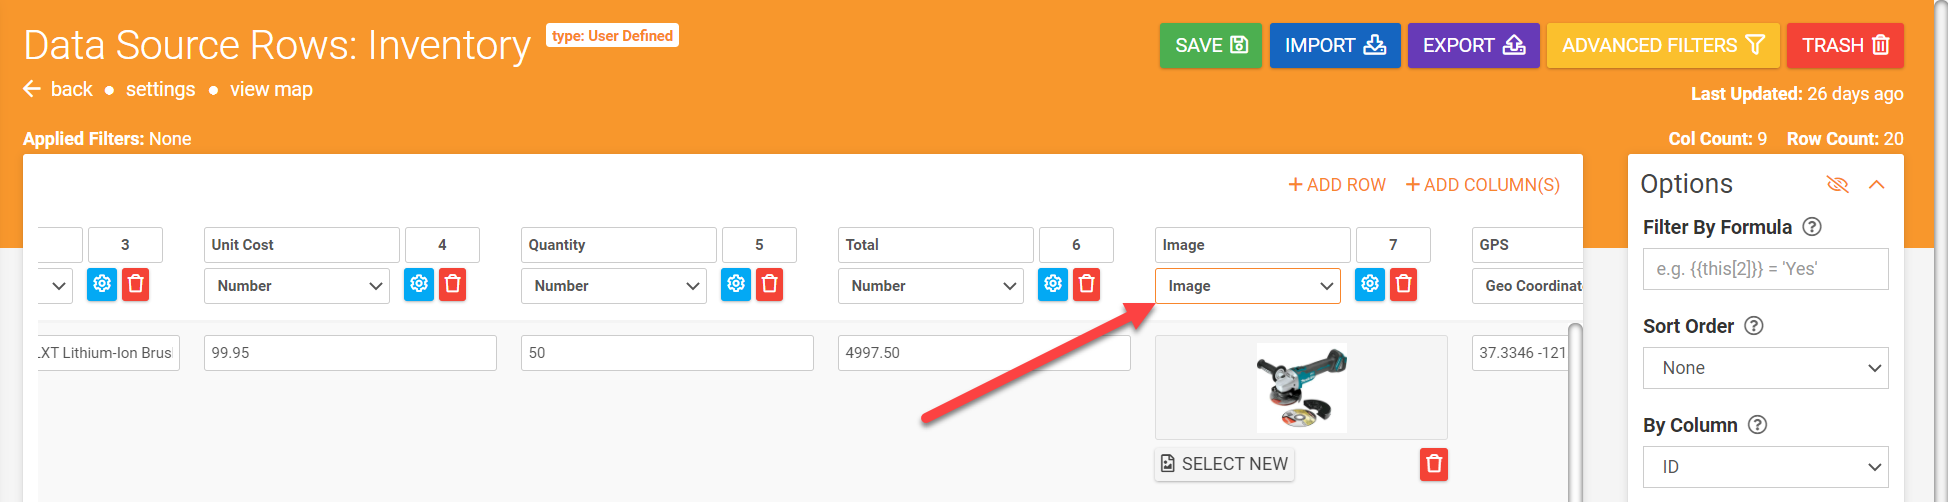 Data Source Rows: Inventory type: User Defined
SAVE IMPORT EXPORT ADVANCED FILTERS TRASH
back • settings • view map
Last Updated: 26 days ago
Applied Filters: None
Col Count: 9 Row Count: 20
+ ADD ROW + ADD COLUMN(S)
3 Unit Cost 4 Quantity 5 Total 6 Image 7 GPS
Number Number Number Image Geo Coordinat
LXT Lithium-Ion Brus 99.95 50 4997.50 37.3346 -121
SELECT NEW
Options
Filter By Formula ?
e.g. {{this[2]}} = 'Yes'
Sort Order ?
None
By Column ?
ID